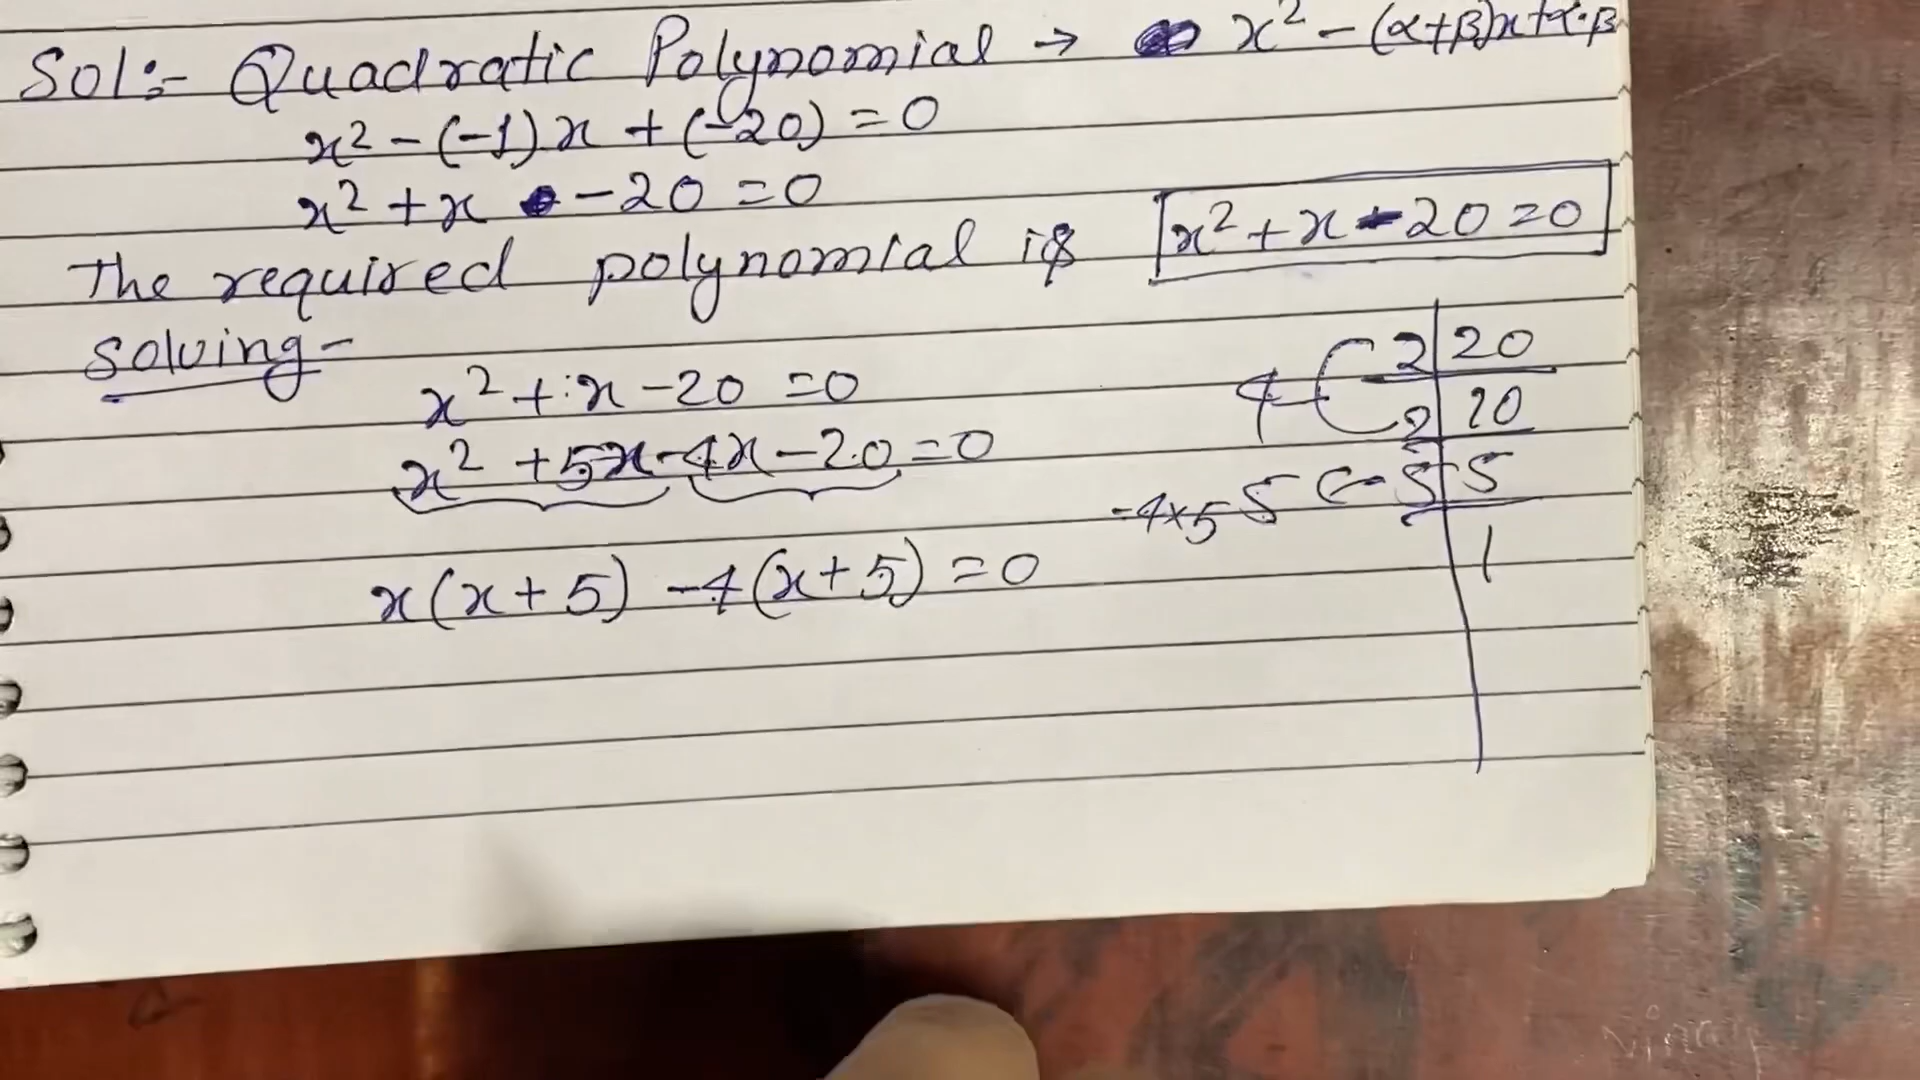 Sol:- Quadratic Polynomial → x² - (α+β)x+α·β
x² - (-1)x + (-20) = 0
x² + x - 20 = 0
The required polynomial is x² + x - 20 = 0
Solving -
x² + x - 20 = 0
x² + 5x - 4x - 20 = 0
x(x+5) - 4(x+5) = 0
2 | 20
4 2 | 10
-4x5 5 ← 5 | 5
1